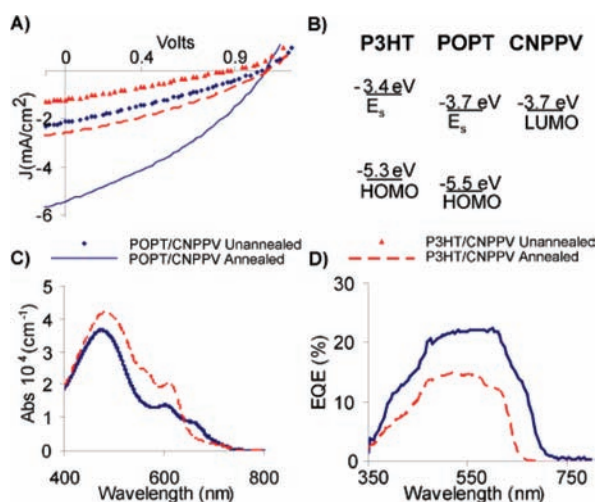 A)
Volts
0 0.4 0.9
-2
-4
-6
J(mA/cm²)
B)
P3HT POPT CNPPV
-3.4 eV
Es
-3.7 eV
Es
-3.7 eV
LUMO
-5.3 eV
HOMO
-5.5 eV
HOMO
POPT/CNPPV Unannealed
POPT/CNPPV Annealed
P3HT/CNPPV Unannealed
P3HT/CNPPV Annealed
C)
5
4
3
2
1
0
Abs 10⁴ (cm⁻¹)
400 600 800
Wavelength (nm)
D)
30
20
10
0
EQE (%)
350 550 750
Wavelength (nm)